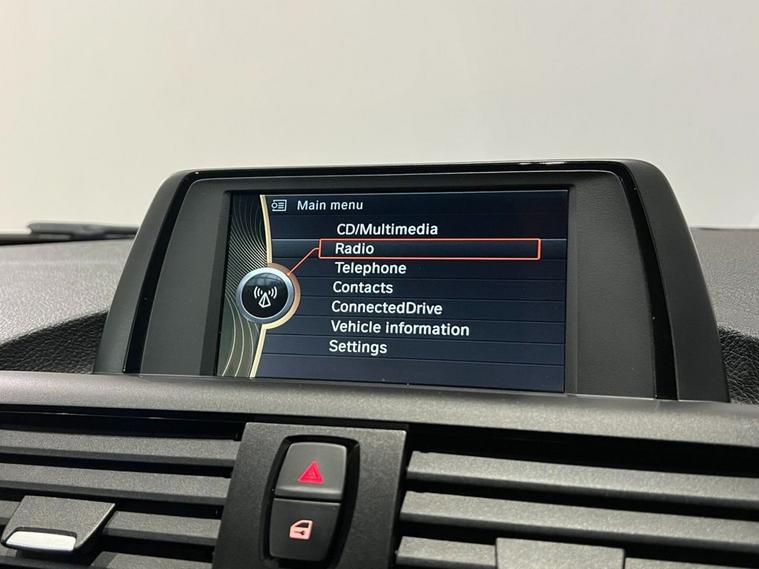 Main menu
CD/Multimedia
Radio
Telephone
Contacts
ConnectedDrive
Vehicle information
Settings